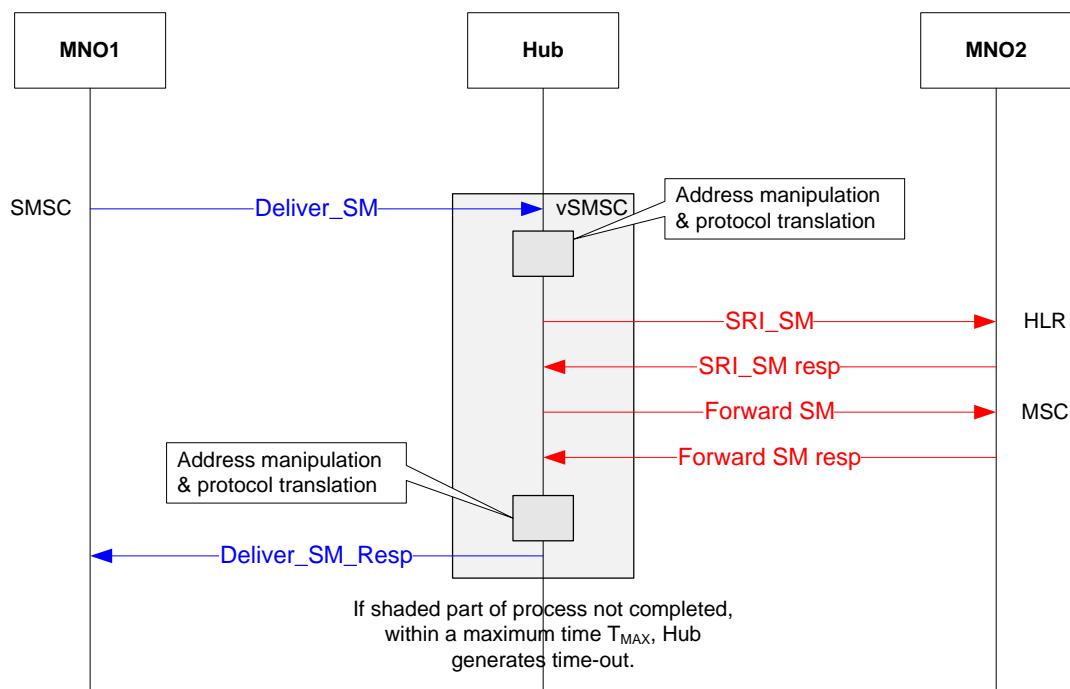 MNO1
Hub
MNO2
Address manipulation
& protocol translation
SMSC
Deliver_SM
vSMSC
SRI_SM
HLR
SRI_SM resp
Forward SM
MSC
Address manipulation
& protocol translation
Forward SM resp
Deliver_SM_Resp
If shaded part of process not completed,
within a maximum time TMAX, Hub
generates time-out.